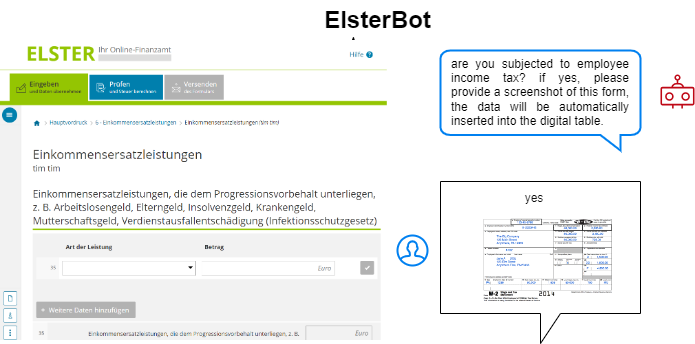 ElsterBot
ELSTER Ihr Online-Finanzamt
Hilfe ?
Eingeben
und Daten übernehmen
Prüfen
und Steuer berechnen
Versenden
des Formulars
Hauptvordruck > 6 - Einkommensersatzleistungen > Einkommensersatzleistungen (tim tim)
Einkommensersatzleistungen
tim tim
Einkommensersatzleistungen, die dem Progressionsvorbehalt unterliegen,
z. B. Arbeitslosengeld, Elterngeld, Insolvenzgeld, Krankengeld,
Mutterschaftsgeld, Verdienstausfallentschädigung (Infektionsschutzgesetz)
Art der Leistung Betrag
35 Euro
+ Weitere Daten hinzufügen
35 Einkommensersatzleistungen, die dem Progressionsvorbehalt unterliegen, z. B. Euro
are you subjected to employee
income tax? if yes, please
provide a screenshot of this form,
the data will be automatically
inserted into the digital table.
yes
W-2 2014